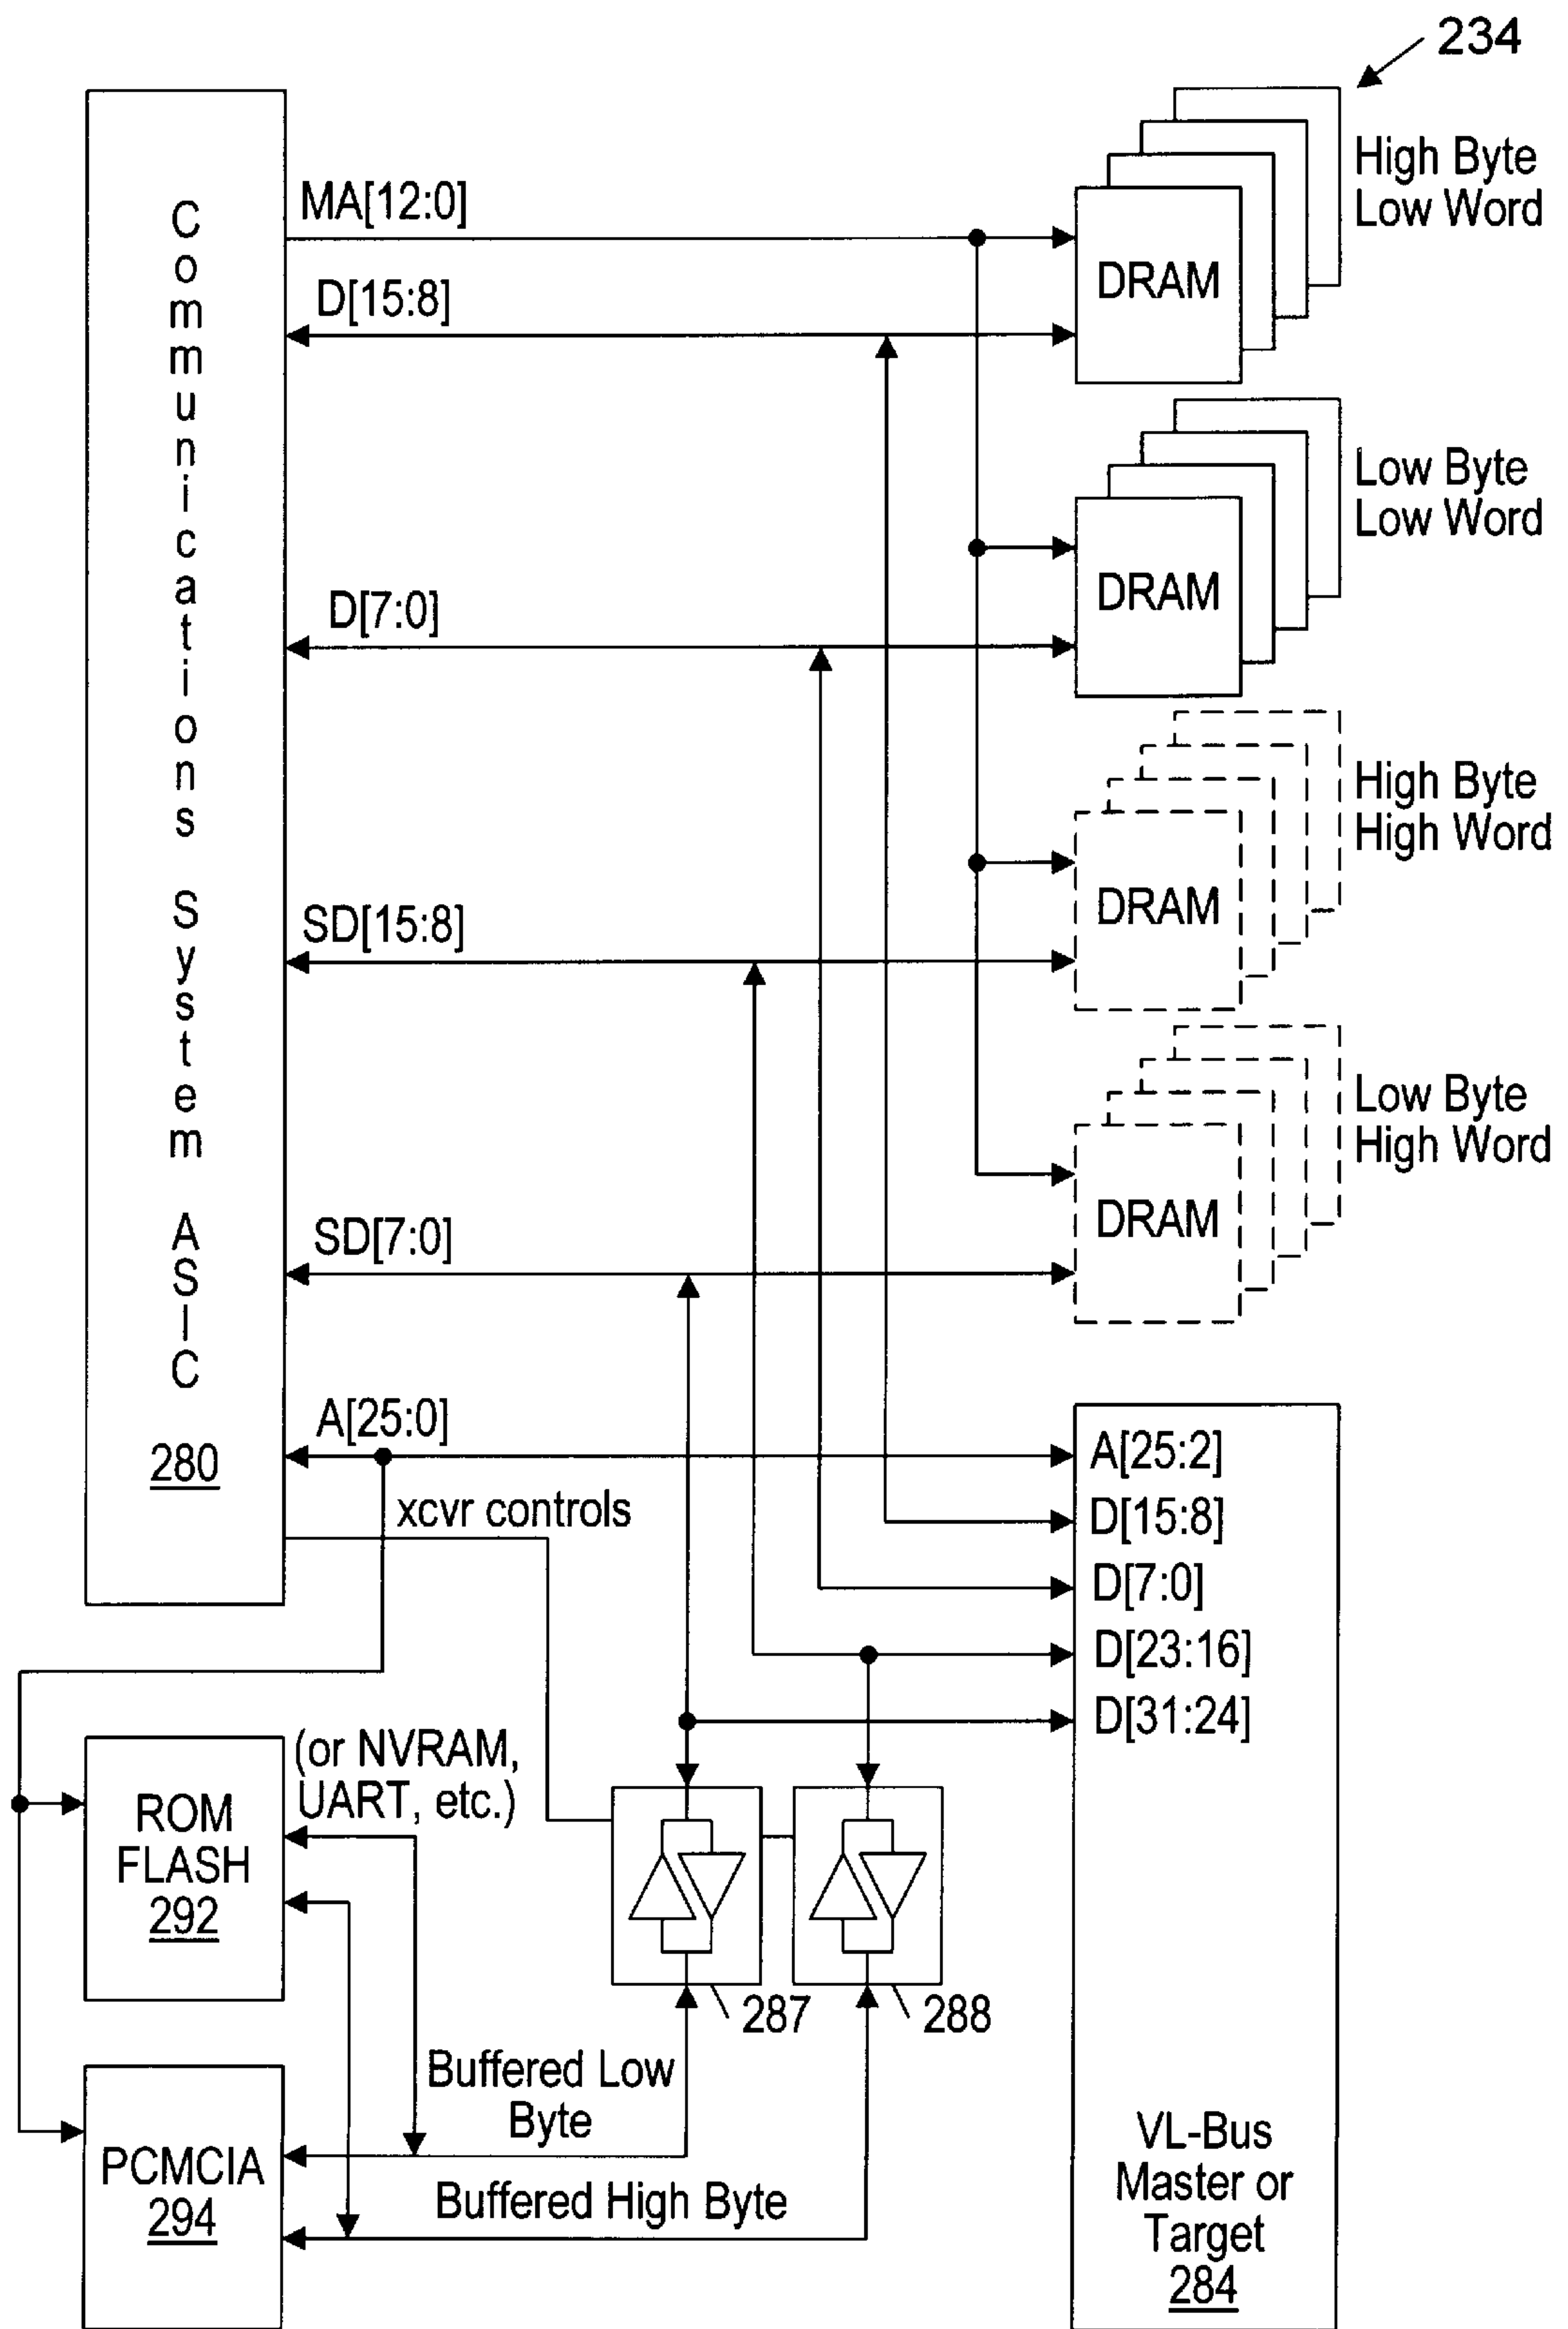 234
High Byte
Low Word
MA[12:0]
DRAM
D[15:8]
Low Byte
Low Word
DRAM
D[7:0]
High Byte
High Word
DRAM
SD[15:8]
Low Byte
High Word
DRAM
SD[7:0]
Communications System ASIC
280
A[25:0]
xcvr controls
A[25:2]
D[15:8]
D[7:0]
D[23:16]
D[31:24]
(or NVRAM,
UART, etc.)
ROM
FLASH
292
287
288
Buffered Low
Byte
PCMCIA
294
Buffered High Byte
VL-Bus
Master or
Target
284